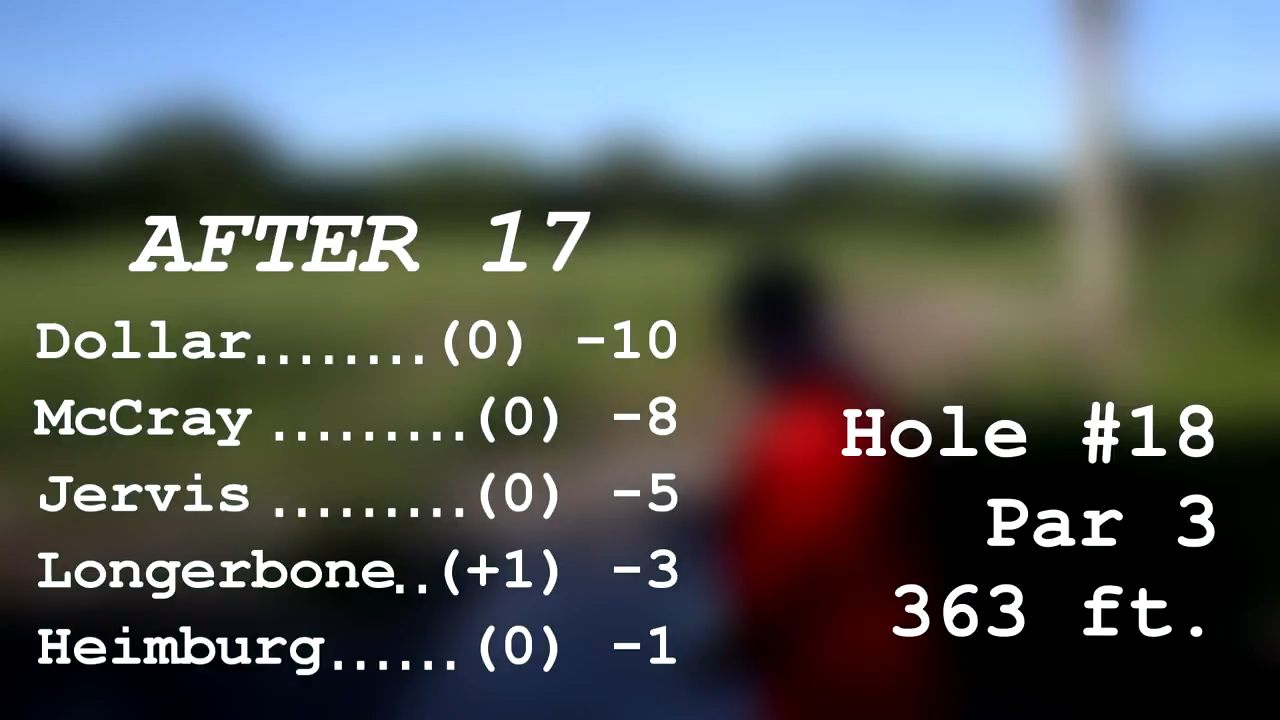 AFTER 17
Dollar........(0) -10
McCray .........(0) -8
Jervis .........(0) -5
Longerbone..(+1) -3
Heimburg......(0) -1
Hole #18
Par 3
363 ft.